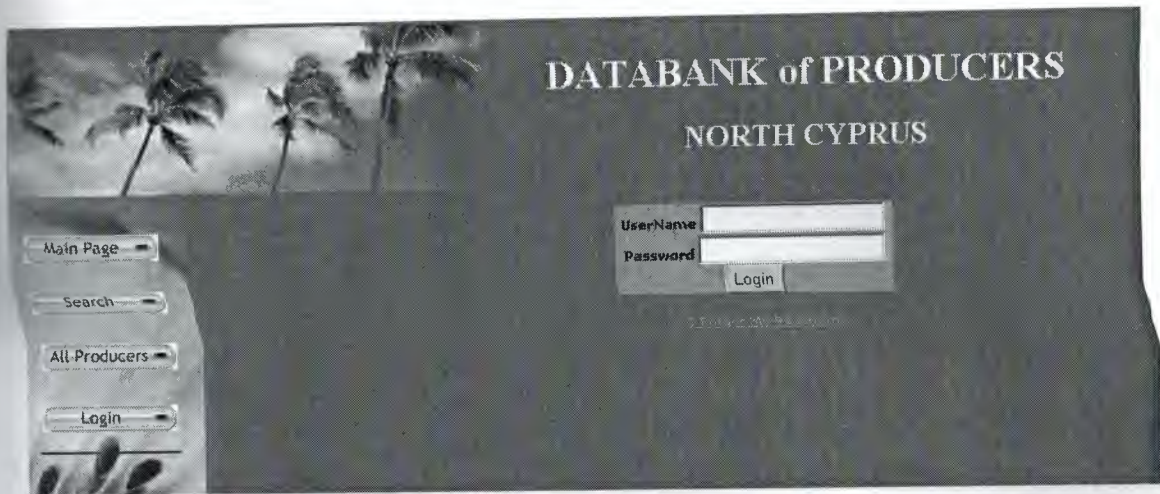 DATABANK of PRODUCERS
NORTH CYPRUS
UserName
Password
Login
Main Page
Search
All Producers
Login